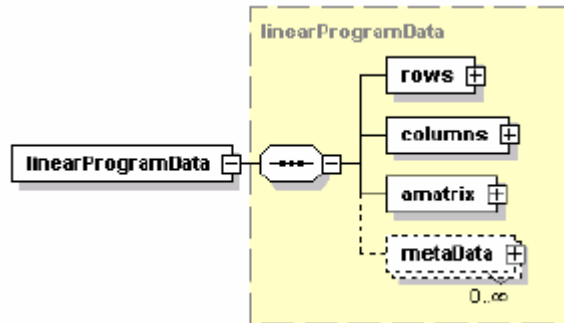 linearProgramData
rows
columns
linearProgramData
amatrix
metaData
0..∞